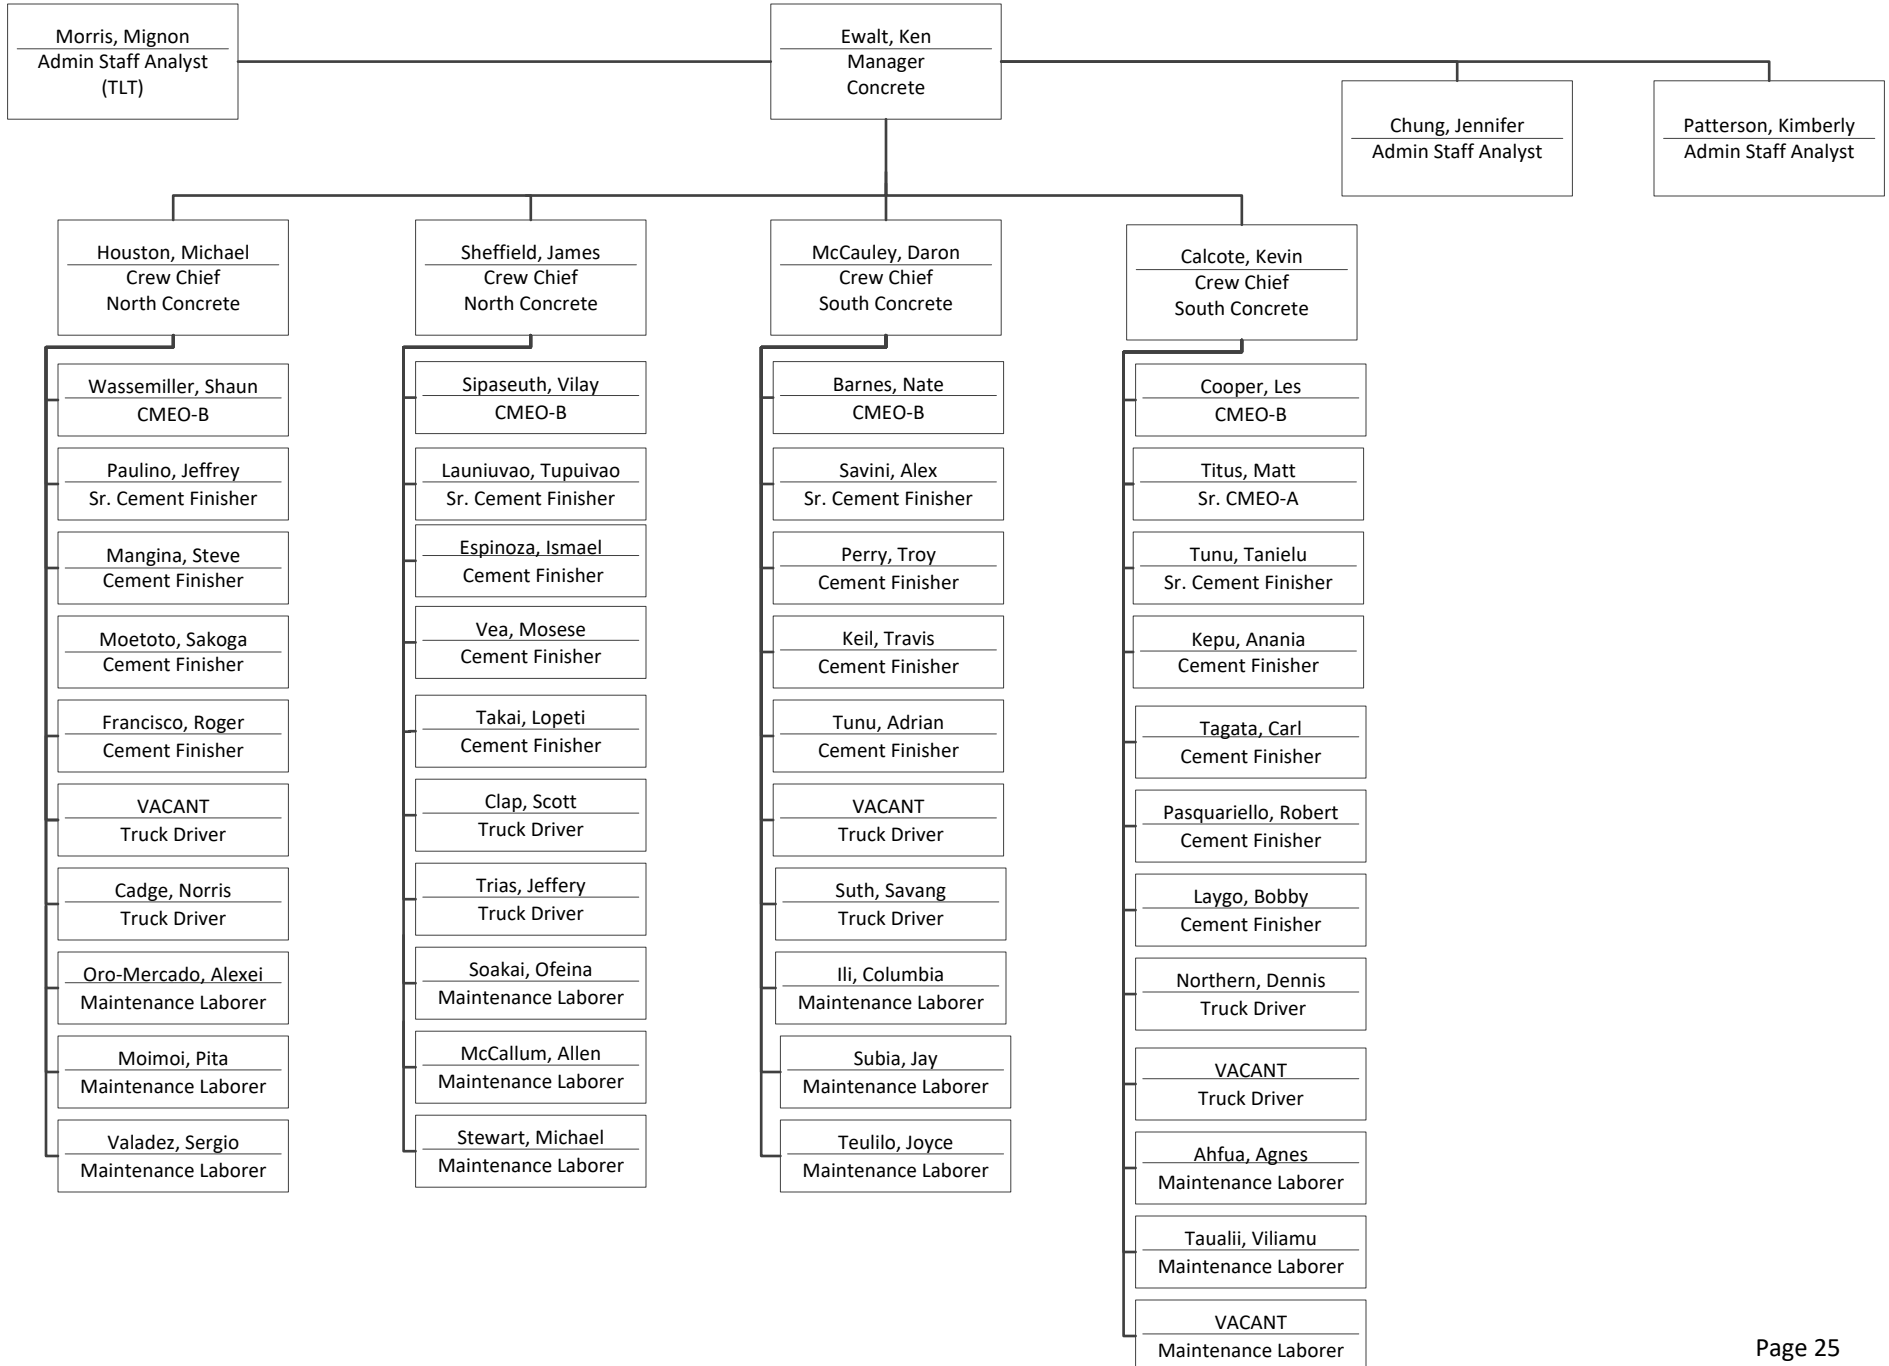 Morris, Mignon
Admin Staff Analyst
(TLT)
Ewalt, Ken
Manager
Concrete
Chung, Jennifer
Admin Staff Analyst
Patterson, Kimberly
Admin Staff Analyst
Houston, Michael
Crew Chief
North Concrete
Wassemiller, Shaun
CMEO-B
Paulino, Jeffrey
Sr. Cement Finisher
Mangina, Steve
Cement Finisher
Moetoto, Sakoga
Cement Finisher
Francisco, Roger
Cement Finisher
VACANT
Truck Driver
Cadge, Norris
Truck Driver
Oro-Mercado, Alexei
Maintenance Laborer
Moimoi, Pita
Maintenance Laborer
Valadez, Sergio
Maintenance Laborer
Sheffield, James
Crew Chief
North Concrete
Sipaseuth, Vilay
CMEO-B
Launiuvao, Tupuivao
Sr. Cement Finisher
Espinoza, Ismael
Cement Finisher
Vea, Mosese
Cement Finisher
Takai, Lopeti
Cement Finisher
Clap, Scott
Truck Driver
Trias, Jeffery
Truck Driver
Soakai, Ofeina
Maintenance Laborer
McCallum, Allen
Maintenance Laborer
Stewart, Michael
Maintenance Laborer
McCauley, Daron
Crew Chief
South Concrete
Barnes, Nate
CMEO-B
Savini, Alex
Sr. Cement Finisher
Perry, Troy
Cement Finisher
Keil, Travis
Cement Finisher
Tunu, Adrian
Cement Finisher
VACANT
Truck Driver
Suth, Savang
Truck Driver
Ili, Columbia
Maintenance Laborer
Subia, Jay
Maintenance Laborer
Teulilo, Joyce
Maintenance Laborer
Calcote, Kevin
Crew Chief
South Concrete
Cooper, Les
CMEO-B
Titus, Matt
Sr. CMEO-A
Tunu, Tanielu
Sr. Cement Finisher
Kepu, Anania
Cement Finisher
Tagata, Carl
Cement Finisher
Pasquariello, Robert
Cement Finisher
Laygo, Bobby
Cement Finisher
Northern, Dennis
Truck Driver
VACANT
Truck Driver
Ahfua, Agnes
Maintenance Laborer
Taualii, Viliamu
Maintenance Laborer
VACANT
Maintenance Laborer
Page 25